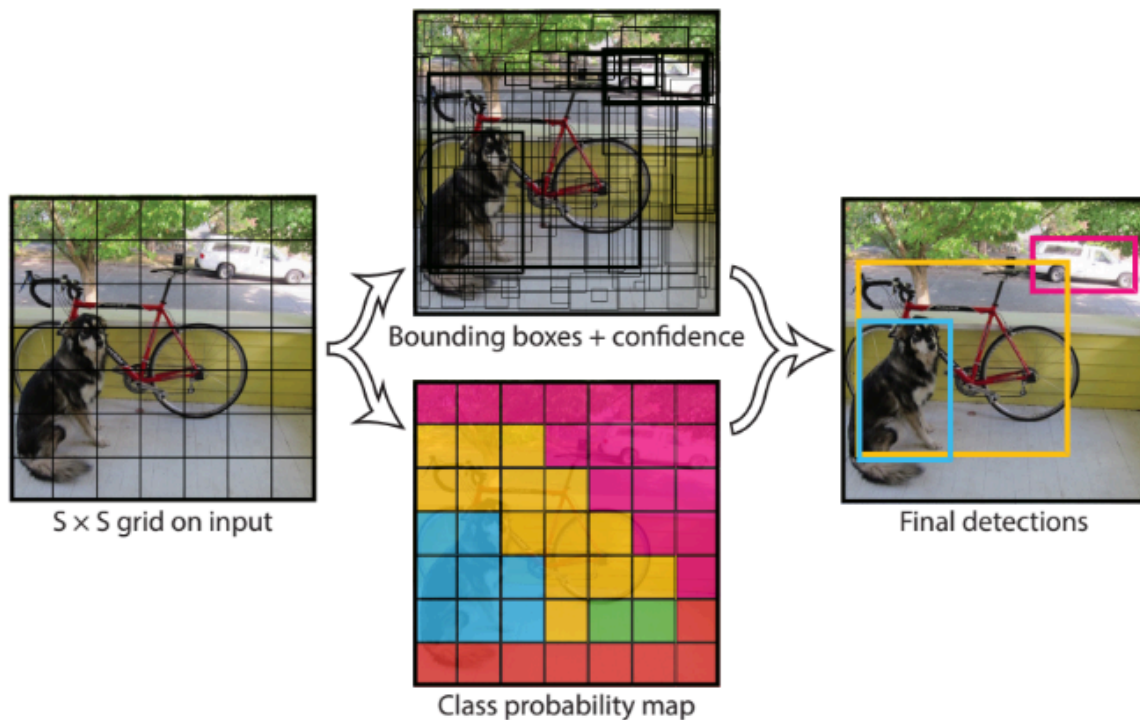 S × S grid on input
Bounding boxes + confidence
Class probability map
Final detections